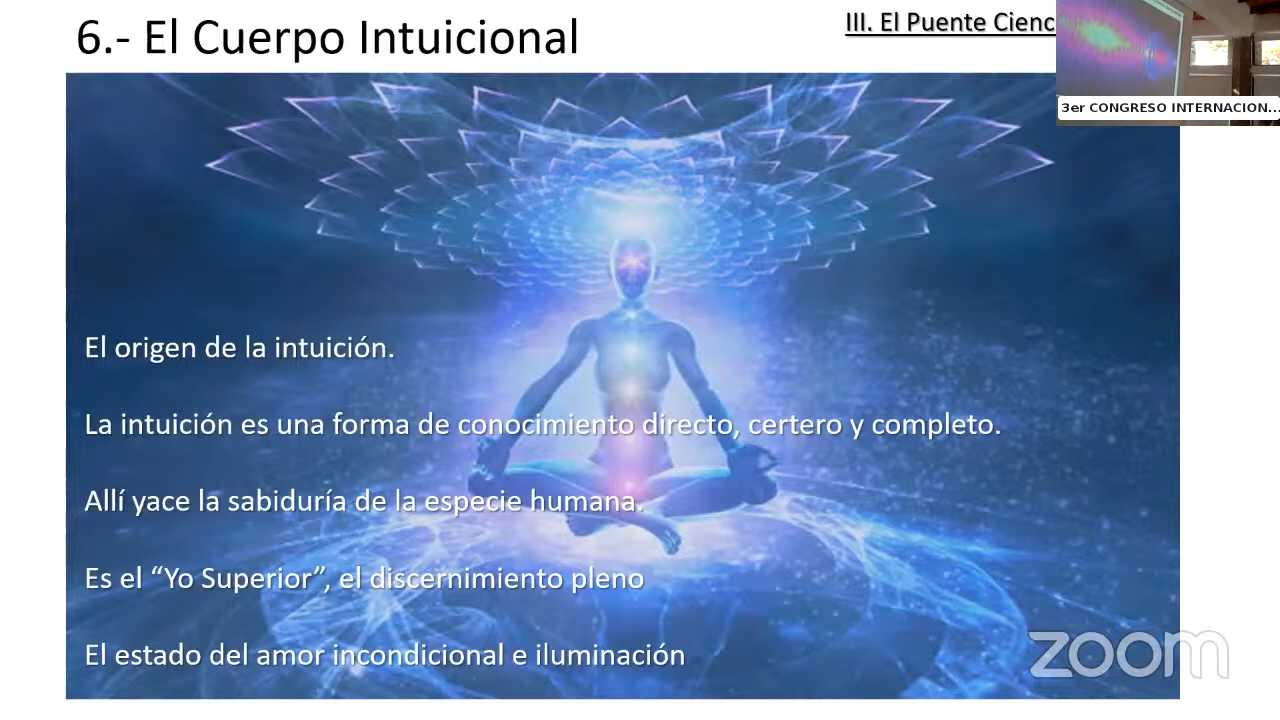 6.- El Cuerpo Intuicional
III. El Puente
3er CONGRESO INTERNACION...
El origen de la intuición.
La intuición es una forma de conocimiento directo, certero y completo.
Allí yace la sabiduría de la especie humana.
Es el “Yo Superior”, el discernimiento pleno
El estado del amor incondicional e iluminación
zoom